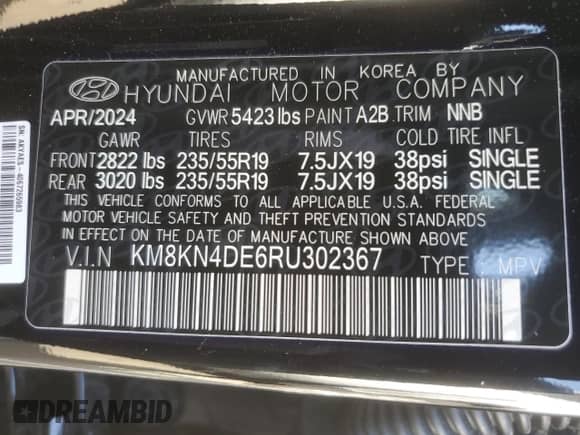 MANUFACTURED IN KOREA BY
HYUNDAI MOTOR COMPANY
APR/2024 GVWR 5423 lbs PAINT A2B TRIM NNB
GAWR TIRES RIMS COLD TIRE INFL
FRONT 2822 lbs 235/55R19 7.5JX19 38psi SINGLE
REAR 3020 lbs 235/55R19 7.5JX19 38psi SINGLE
THIS VEHICLE CONFORMS TO ALL APPLICABLE U.S.A. FEDERAL
MOTOR VEHICLE SAFETY AND THEFT PREVENTION STANDARDS
IN EFFECT ON THE DATE OF MANUFACTURE SHOWN ABOVE.
V.I.N KM8KN4DE6RU302367 TYPE : MPV
SN: AKYAES - 4067265983
DREAMBID